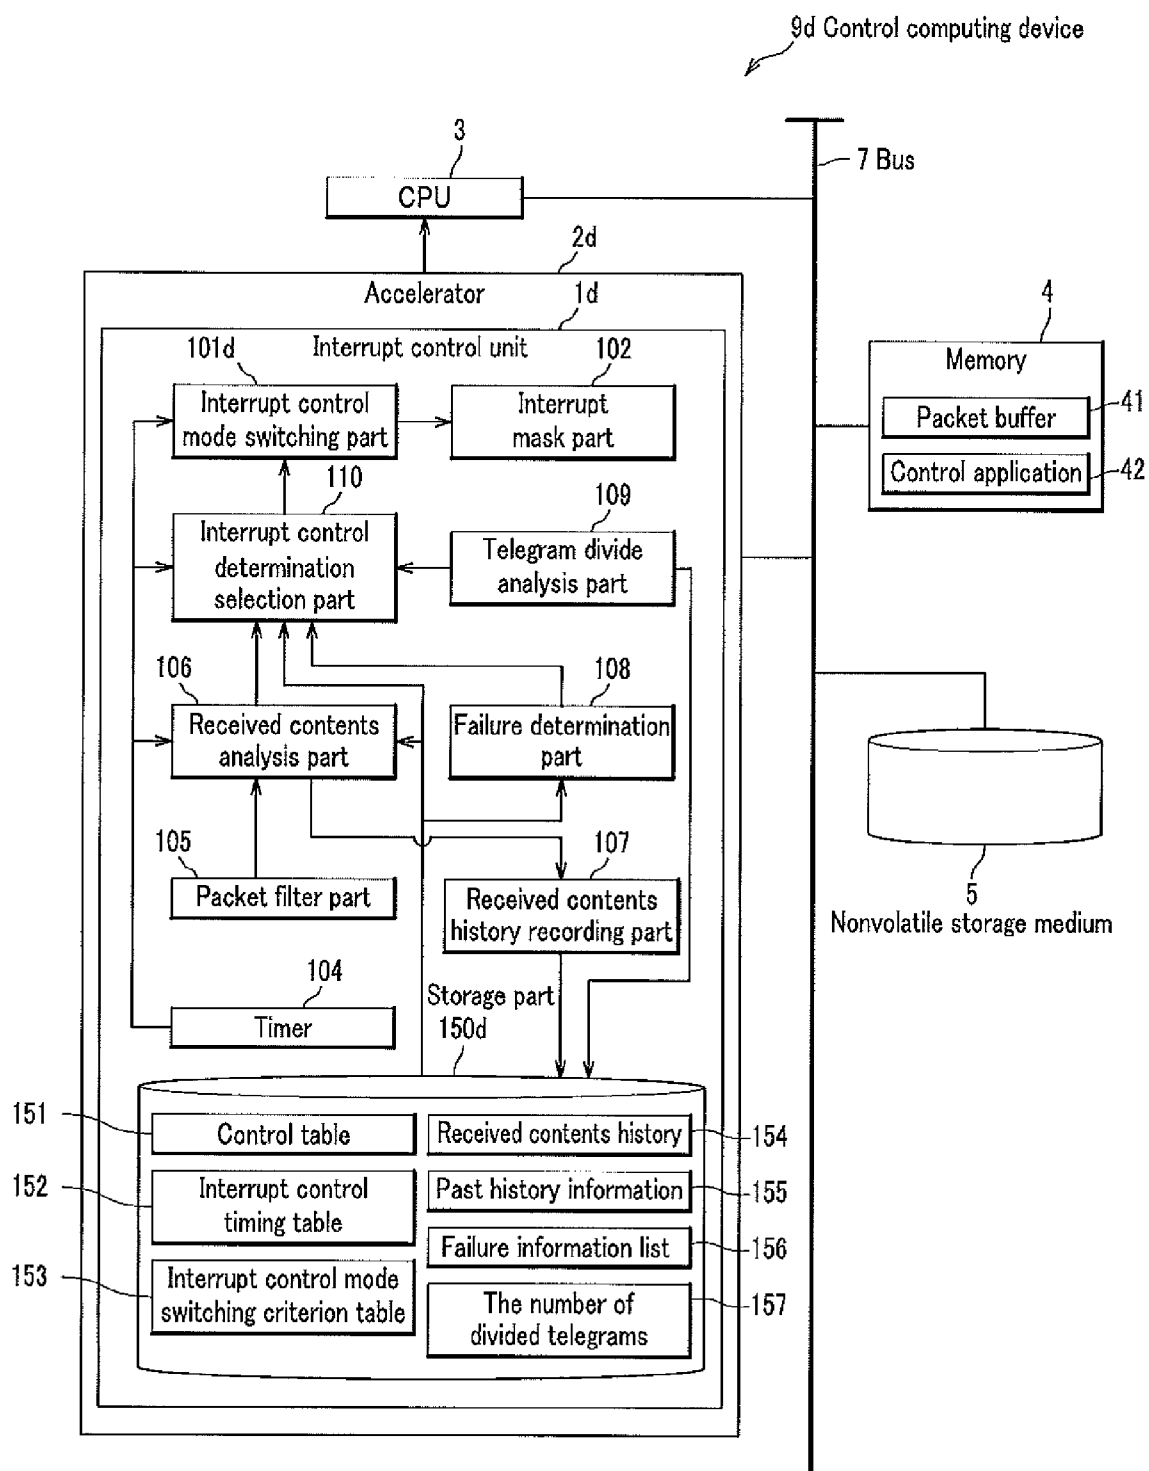 9d Control computing device
3
7 Bus
CPU
2d
Accelerator
1d
4
101d
Interrupt control unit
102
Memory
Interrupt control
mode switching part
Interrupt
mask part
Packet buffer
41
Control application
42
110
109
Interrupt control
determination
selection part
Telegram divide
analysis part
106
108
Received contents
analysis part
Failure determination
part
105
107
Packet filter part
Received contents
history recording part
5
Nonvolatile storage medium
104
Timer
Storage part
150d
151
Control table
Received contents history
154
152
Interrupt control
timing table
Past history information
155
Failure information list
156
153
Interrupt control mode
switching criterion table
The number of
divided telegrams
157